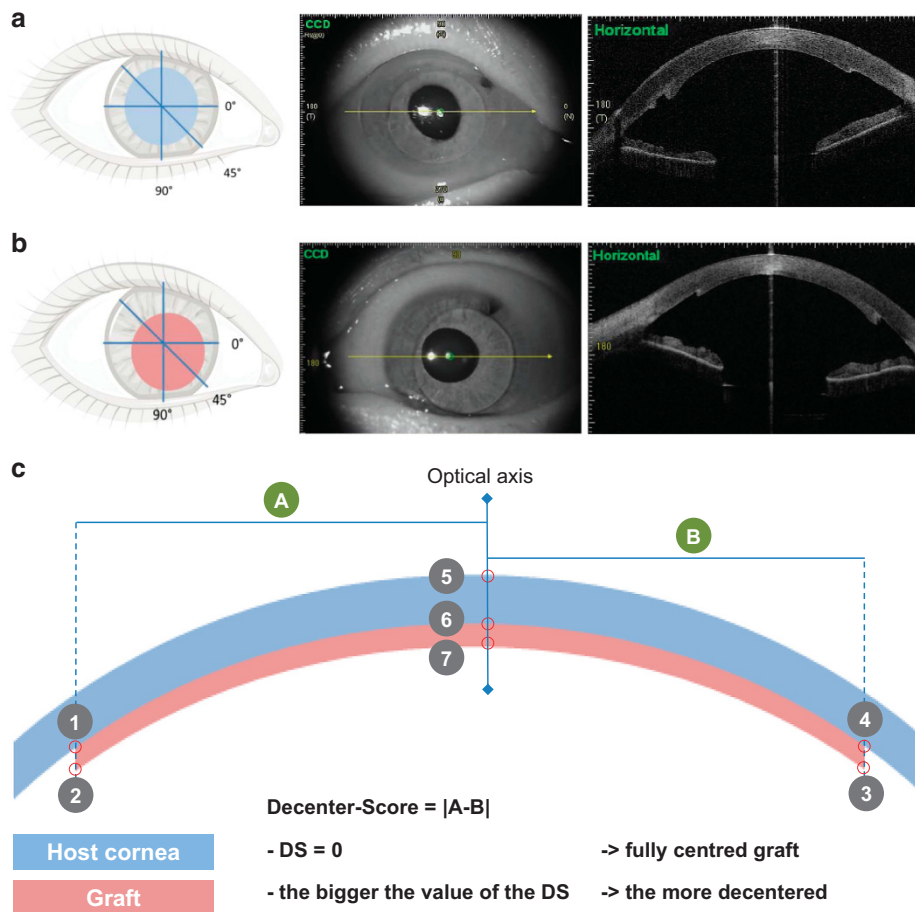 a
0°
45°
90°
CCD
90
(S)
180
(T)
0
(N)
(I)
Horizontal
180
(T)
b
0°
45°
90°
CCD
90
180
Horizontal
180
c
Optical axis
A
B
5
6
7
1
4
2
3
Decenter-Score = |A-B|
Host cornea
- DS = 0 -> fully centred graft
Graft
- the bigger the value of the DS -> the more decentered